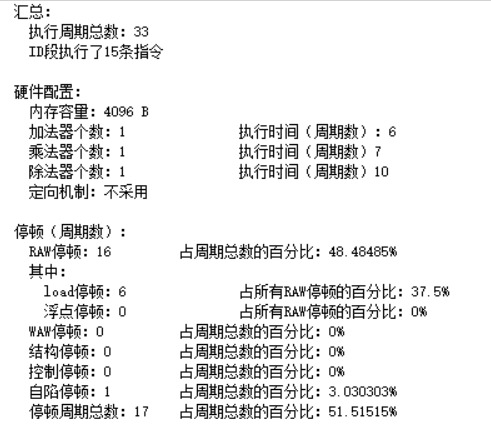 汇总:
执行周期总数: 33
ID段执行了15条指令
硬件配置:
内存容量: 4096 B
加法器个数: 1 执行时间（周期数）: 6
乘法器个数: 1 执行时间（周期数）7
除法器个数: 1 执行时间（周期数）10
定向机制: 不采用
停顿（周期数）:
RAW停顿: 16 占周期总数的百分比: 48.48485%
其中:
load停顿: 6 占所有RAW停顿的百分比: 37.5%
浮点停顿: 0 占所有RAW停顿的百分比: 0%
WAW停顿: 0 占周期总数的百分比: 0%
结构停顿: 0 占周期总数的百分比: 0%
控制停顿: 0 占周期总数的百分比: 0%
自陷停顿: 1 占周期总数的百分比: 3.030303%
停顿周期总数: 17 占周期总数的百分比: 51.51515%